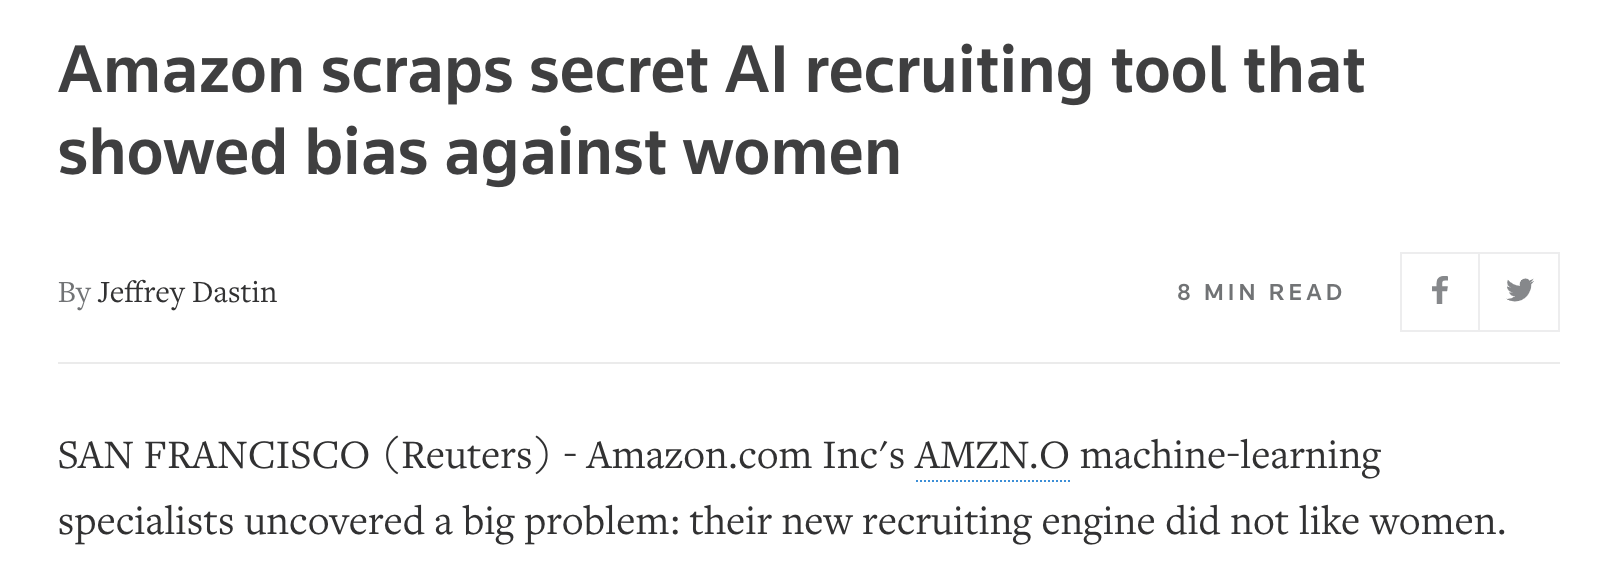 Amazon scraps secret AI recruiting tool that
showed bias against women
By Jeffrey Dastin
8 MIN READ
SAN FRANCISCO (Reuters) - Amazon.com Inc's AMZN.O machine-learning
specialists uncovered a big problem: their new recruiting engine did not like women.